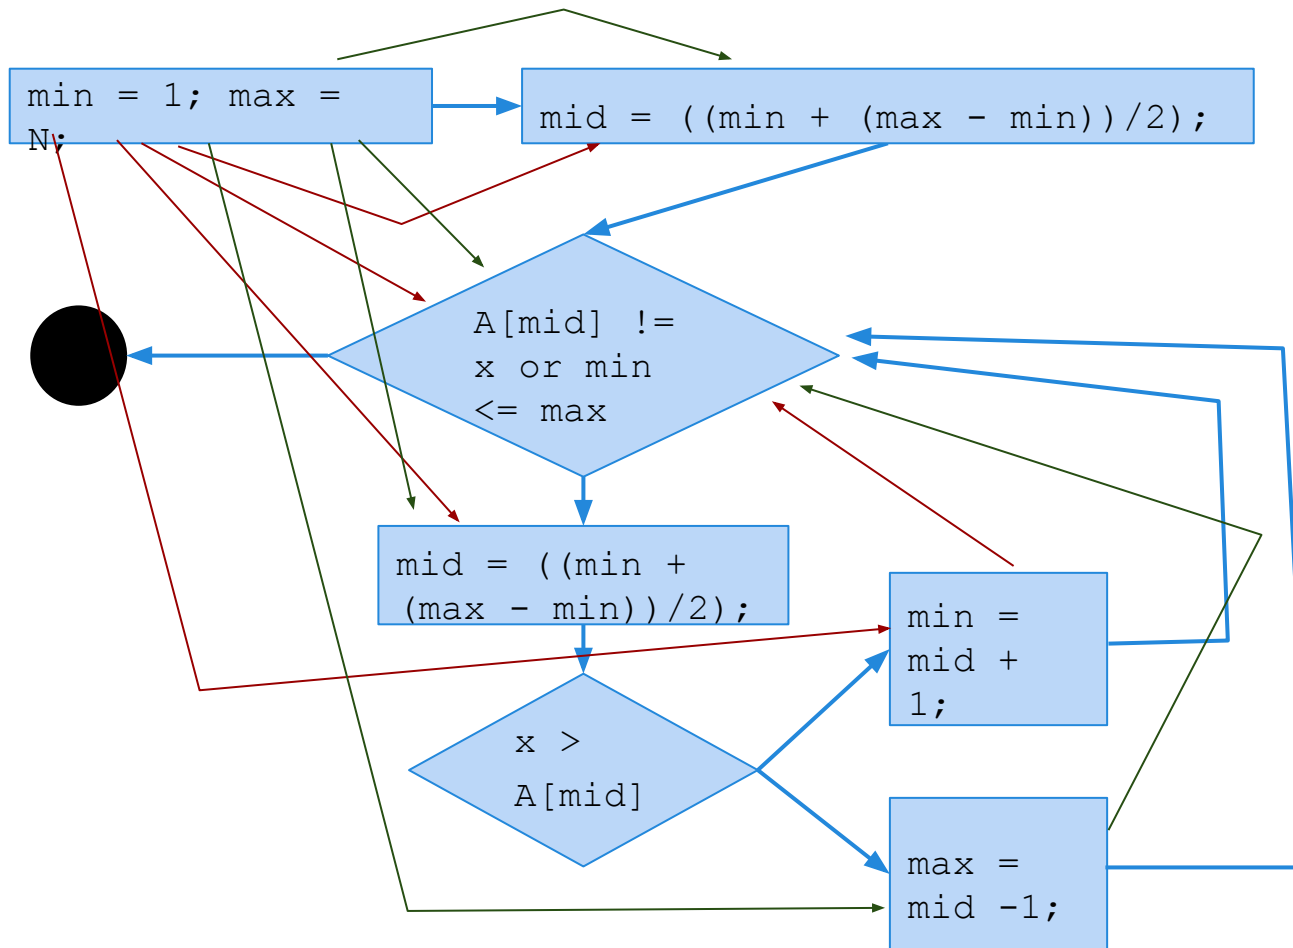 min = 1; max =
N;
mid = ((min + (max - min))/2);
A[mid] !=
x or min
<= max
mid = ((min +
(max - min))/2);
min =
mid +
1;
x >
A[mid]
max =
mid -1;